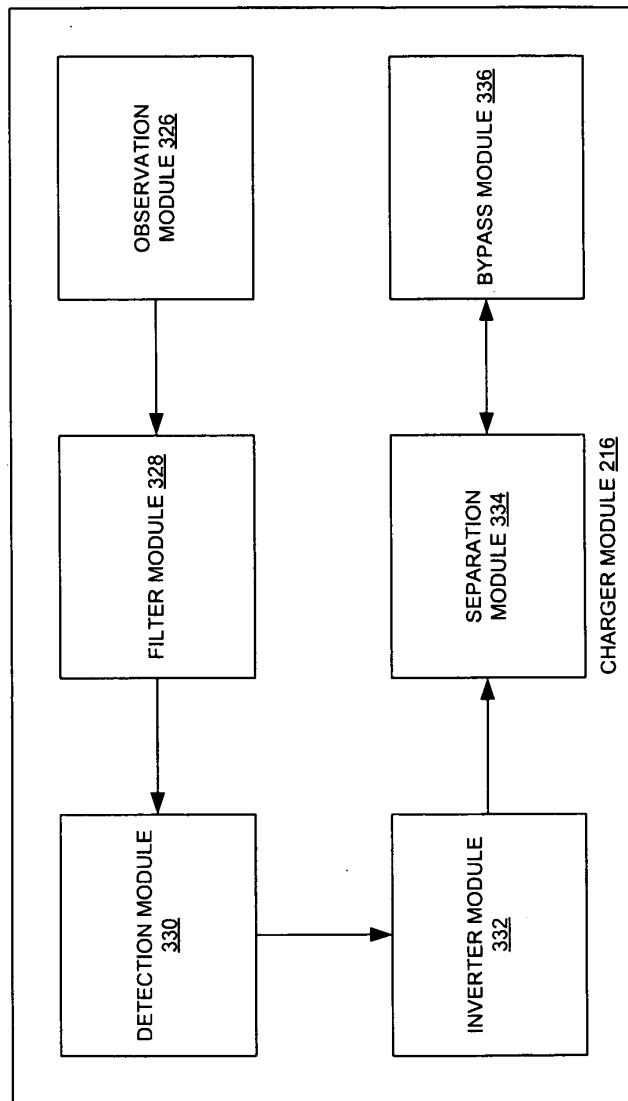 DETECTION MODULE
330
FILTER MODULE 328
OBSERVATION
MODULE 326
INVERTER MODULE
332
SEPARATION
MODULE 334
BYPASS MODULE 336
CHARGER MODULE 216